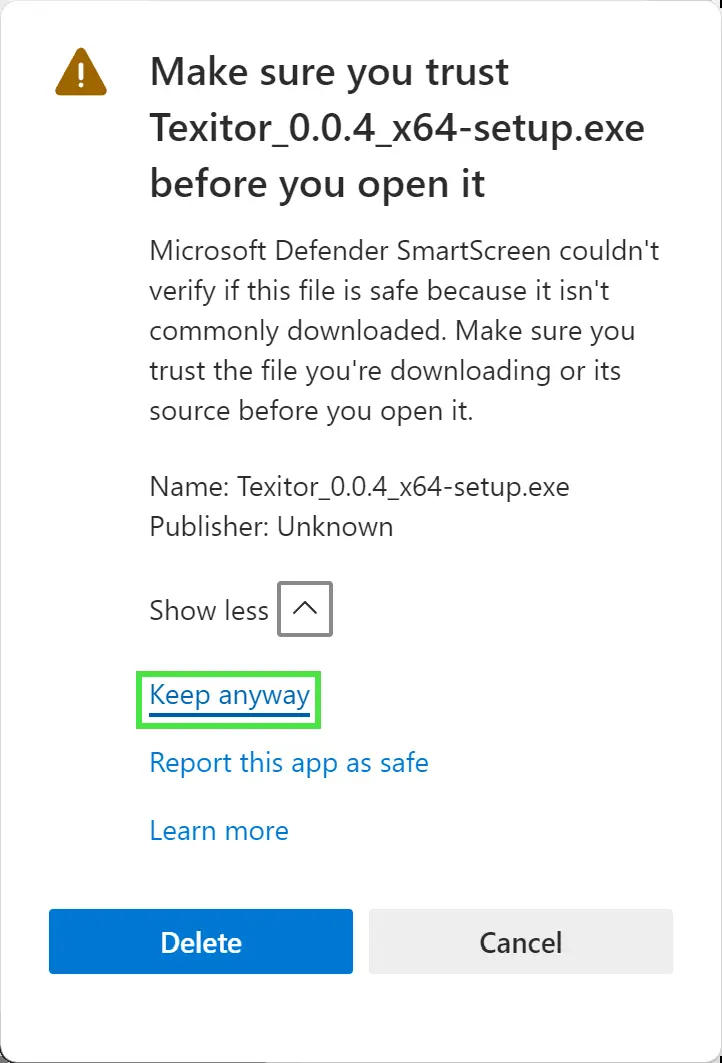 Make sure you trust
Texitor_0.0.4_x64-setup.exe
before you open it
Microsoft Defender SmartScreen couldn't
verify if this file is safe because it isn't
commonly downloaded. Make sure you
trust the file you're downloading or its
source before you open it.
Name: Texitor_0.0.4_x64-setup.exe
Publisher: Unknown
Show less
Keep anyway
Report this app as safe
Learn more
Delete
Cancel